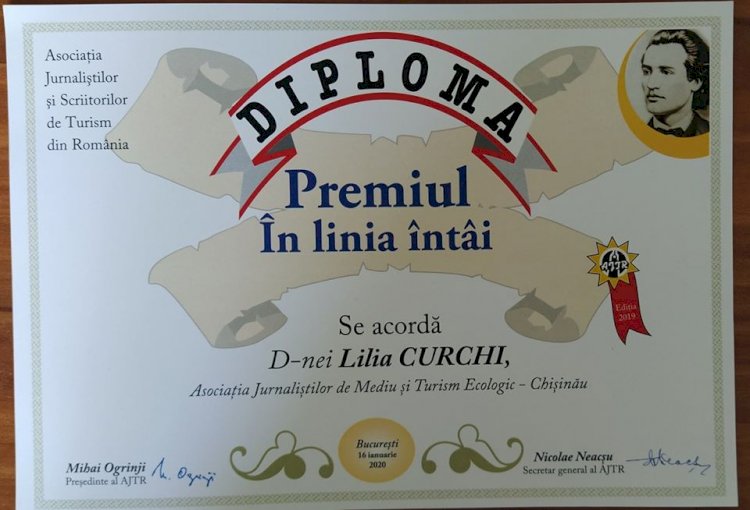 Asociația
Jurnaliștilor
și Scriitorilor
de Turism
din România
DIPLOMA
Premiul
În linia întâi
AJTR
Ediția
2019
Se acordă
D-nei Lilia CURCHI,
Asociația Jurnaliștilor de Mediu și Turism Ecologic - Chișinău
București
16 ianuarie
2020
Mihai Ogrinji
Președinte al AJTR
M. Ogrinji
Nicolae Neacșu
Secretar general al AJTR